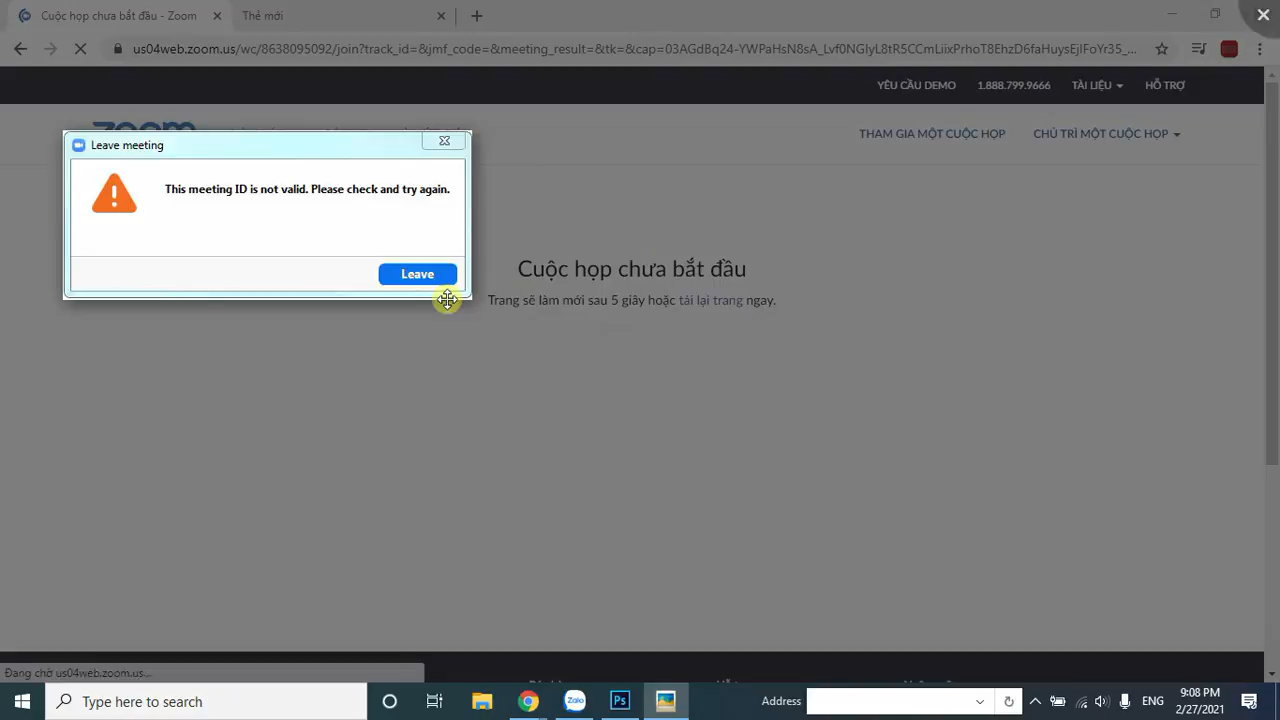 Cuộc họp chưa bắt đầu - Zoom
Thẻ mới
us04web.zoom.us/wc/8638095092/join?track_id=&jmf_code=&meeting_result=&tk=&cap=03AGdBq24-YWPaHsN8sA_Lvf0NGIyL8tR5CCmLiixPrhoT8EhzD6faHuysEjlFoYr35_...
YÊU CẦU DEMO
1.888.799.9666
TÀI LIỆU
HỖ TRỢ
zoom
THAM GIA MỘT CUỘC HỌP
CHỦ TRÌ MỘT CUỘC HỌP
Leave meeting
This meeting ID is not valid. Please check and try again.
Leave
Cuộc họp chưa bắt đầu
Trang sẽ làm mới sau 5 giây hoặc tải lại trang ngay.
Đang chờ us04web.zoom.us...
Type here to search
Zalo
Ps
Address
ENG
9:08 PM
2/27/2021